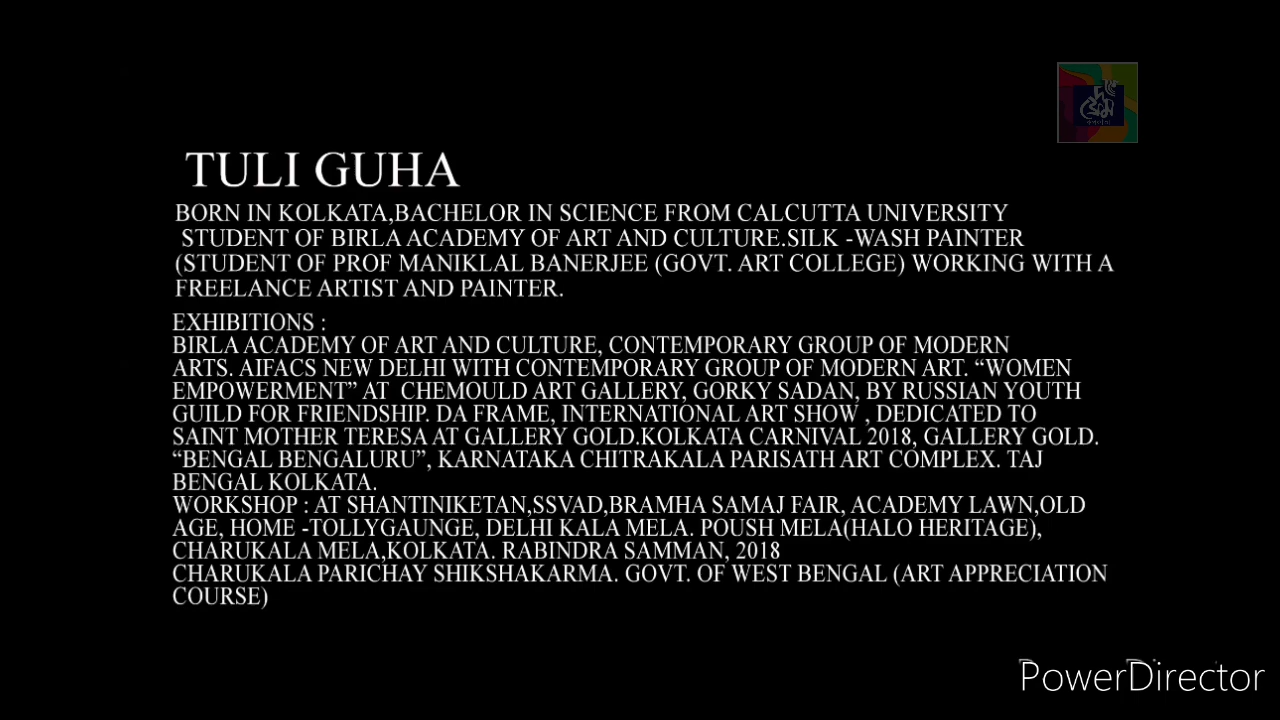 TULI GUHA
BORN IN KOLKATA,BACHELOR IN SCIENCE FROM CALCUTTA UNIVERSITY
STUDENT OF BIRLA ACADEMY OF ART AND CULTURE.SILK -WASH PAINTER
(STUDENT OF PROF MANIKLAL BANERJEE (GOVT. ART COLLEGE) WORKING WITH A
FREELANCE ARTIST AND PAINTER.
EXHIBITIONS :
BIRLA ACADEMY OF ART AND CULTURE, CONTEMPORARY GROUP OF MODERN
ARTS. AIFACS NEW DELHI WITH CONTEMPORARY GROUP OF MODERN ART. “WOMEN
EMPOWERMENT” AT CHEMOULD ART GALLERY, GORKY SADAN, BY RUSSIAN YOUTH
GUILD FOR FRIENDSHIP. DA FRAME, INTERNATIONAL ART SHOW , DEDICATED TO
SAINT MOTHER TERESA AT GALLERY GOLD.KOLKATA CARNIVAL 2018, GALLERY GOLD.
“BENGAL BENGALURU”, KARNATAKA CHITRAKALA PARISATH ART COMPLEX. TAJ
BENGAL KOLKATA.
WORKSHOP : AT SHANTINIKETAN,SSVAD,BRAMHA SAMAJ FAIR, ACADEMY LAWN,OLD
AGE, HOME -TOLLYGAUNGE, DELHI KALA MELA. POUSH MELA(HALO HERITAGE),
CHARUKALA MELA,KOLKATA. RABINDRA SAMMAN, 2018
CHARUKALA PARICHAY SHIKSHAKARMA. GOVT. OF WEST BENGAL (ART APPRECIATION
COURSE)
PowerDirector